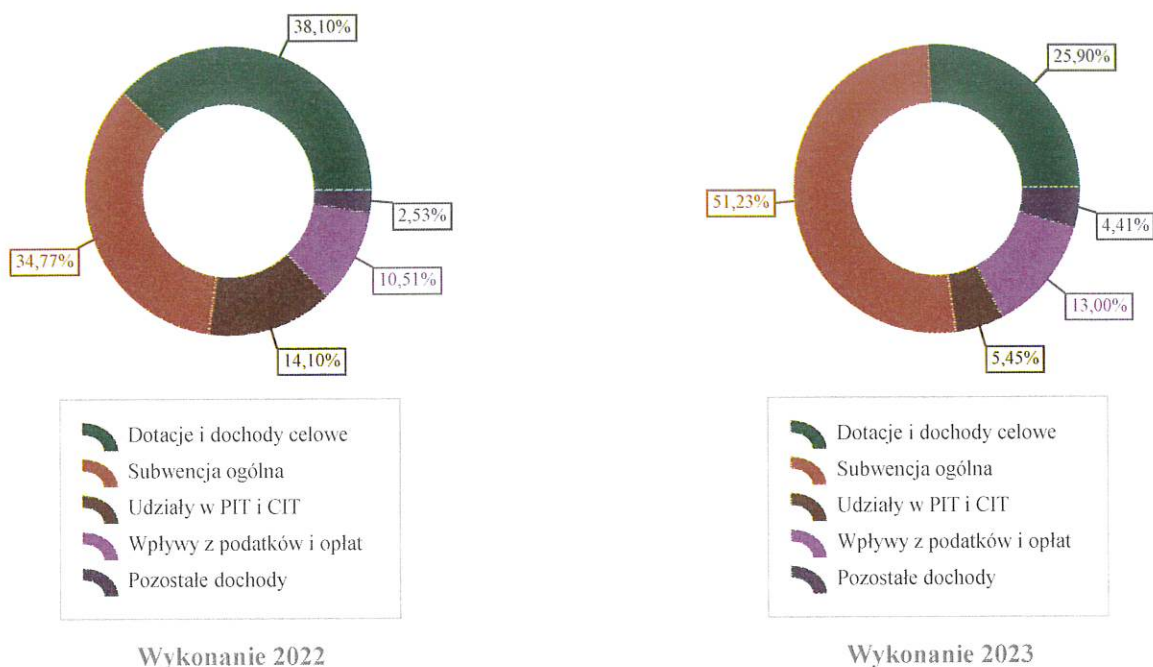 38,10%
2,53%
10,51%
34,77%
14,10%
Dotacje i dochody celowe
Subwencja ogólna
Udziały w PIT i CIT
Wpływy z podatków i opłat
Pozostałe dochody
Wykonanie 2022
25,90%
51,23%
4,41%
13,00%
5,45%
Dotacje i dochody celowe
Subwencja ogólna
Udziały w PIT i CIT
Wpływy z podatków i opłat
Pozostałe dochody
Wykonanie 2023